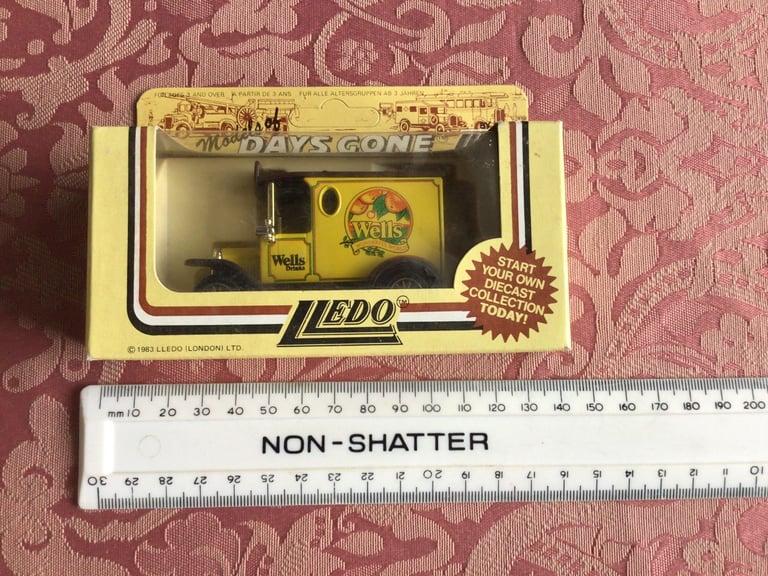 FOR AGES 3 AND OVER. A PARTIR DE 3 ANS FUR ALLE ALTERSGRUPPEN AB 3 JAHREN
Models of
DAYS GONE
Wells
Wells
Drinks
LLEDO™
START
YOUR OWN
DIECAST
COLLECTION
TODAY!
© 1983 LLEDO (LONDON) LTD.
mm 10 20 30 40 50 60 70 80 90 100 110 120 130 140 150 160 170 180 190 200
NON-SHATTER
30 29 28 27 26 25 24 23 22 21 20 19 18 17 16 15 14 13 12 11 10